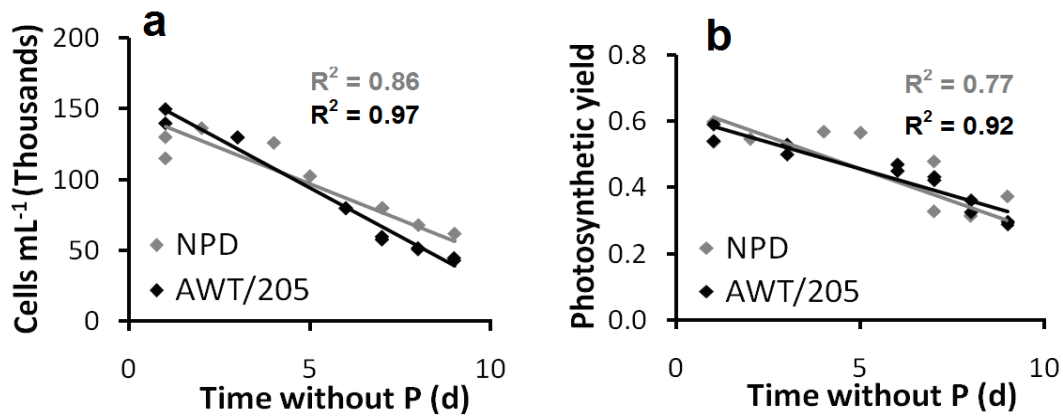 a
200
150
100
50
0
Cells mL⁻¹ (Thousands)
R² = 0.86
R² = 0.97
NPD
AWT/205
0 5 10
Time without P (d)
b
0.8
0.6
0.4
0.2
0.0
Photosynthetic yield
R² = 0.77
R² = 0.92
NPD
AWT/205
0 5 10
Time without P (d)